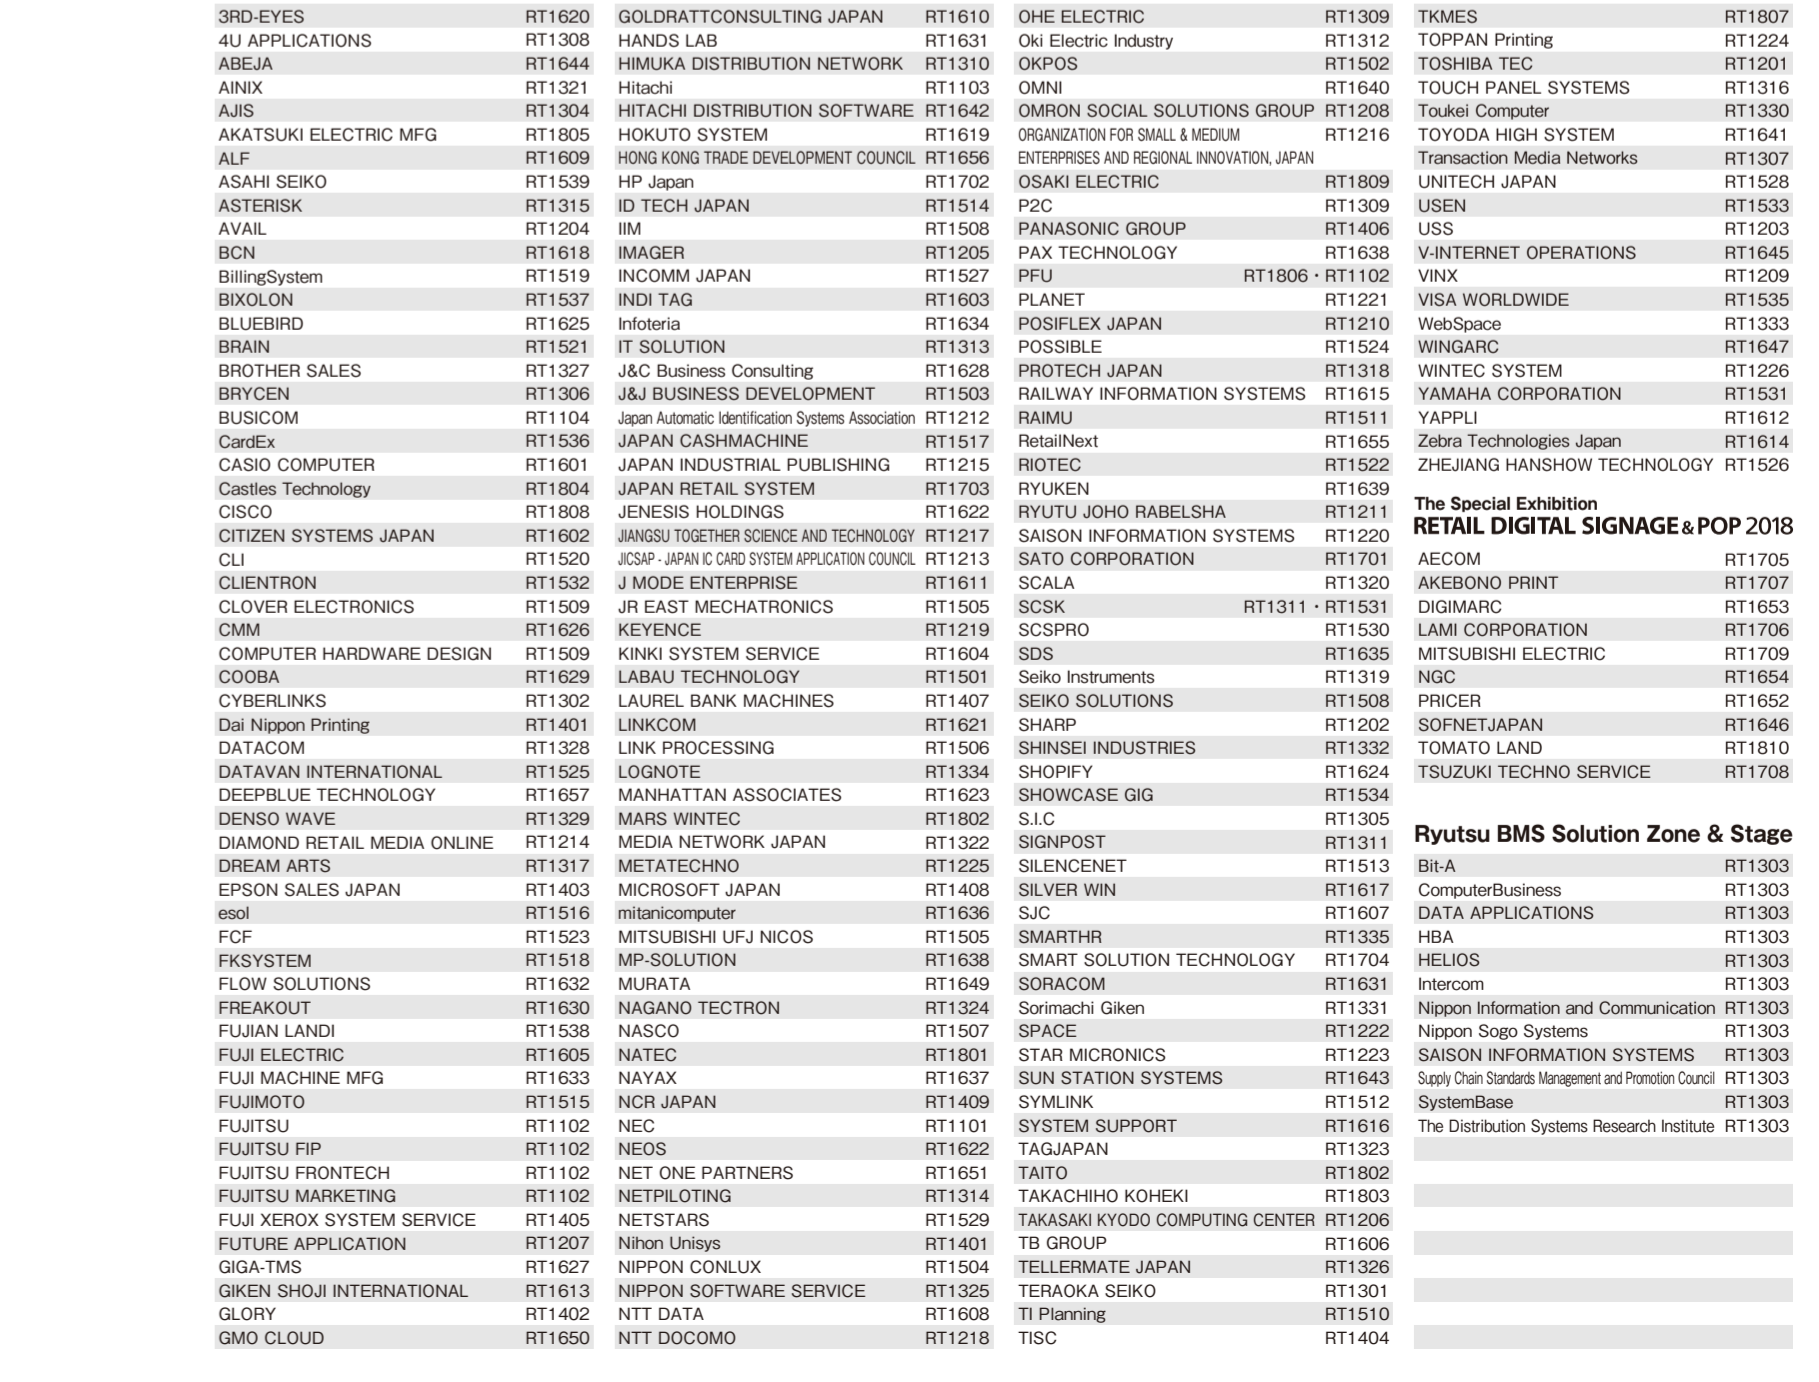 3RD-EYES RT1620
4U APPLICATIONS RT1308
ABEJA RT1644
AINIX RT1321
AJIS RT1304
AKATSUKI ELECTRIC MFG RT1805
ALF RT1609
ASAHI SEIKO RT1539
ASTERISK RT1315
AVAIL RT1204
BCN RT1618
BillingSystem RT1519
BIXOLON RT1537
BLUEBIRD RT1625
BRAIN RT1521
BROTHER SALES RT1327
BRYCEN RT1306
BUSICOM RT1104
CardEx RT1536
CASIO COMPUTER RT1601
Castles Technology RT1804
CISCO RT1808
CITIZEN SYSTEMS JAPAN RT1602
CLI RT1520
CLIENTRON RT1532
CLOVER ELECTRONICS RT1509
CMM RT1626
COMPUTER HARDWARE DESIGN RT1509
COOBA RT1629
CYBERLINKS RT1302
Dai Nippon Printing RT1401
DATACOM RT1328
DATAVAN INTERNATIONAL RT1525
DEEPBLUE TECHNOLOGY RT1657
DENSO WAVE RT1329
DIAMOND RETAIL MEDIA ONLINE RT1214
DREAM ARTS RT1317
EPSON SALES JAPAN RT1403
esol RT1516
FCF RT1523
FKSYSTEM RT1518
FLOW SOLUTIONS RT1632
FREAKOUT RT1630
FUJIAN LANDI RT1538
FUJI ELECTRIC RT1605
FUJI MACHINE MFG RT1633
FUJIMOTO RT1515
FUJITSU RT1102
FUJITSU FIP RT1102
FUJITSU FRONTECH RT1102
FUJITSU MARKETING RT1102
FUJI XEROX SYSTEM SERVICE RT1405
FUTURE APPLICATION RT1207
GIGA-TMS RT1627
GIKEN SHOJI INTERNATIONAL RT1613
GLORY RT1402
GMO CLOUD RT1650
GOLDRATTCONSULTING JAPAN RT1610
HANDS LAB RT1631
HIMUKA DISTRIBUTION NETWORK RT1310
Hitachi RT1103
HITACHI DISTRIBUTION SOFTWARE RT1642
HOKUTO SYSTEM RT1619
HONG KONG TRADE DEVELOPMENT COUNCIL RT1656
HP Japan RT1702
ID TECH JAPAN RT1514
IIM RT1508
IMAGER RT1205
INCOMM JAPAN RT1527
INDI TAG RT1603
Infoteria RT1634
IT SOLUTION RT1313
J&C Business Consulting RT1628
J&J BUSINESS DEVELOPMENT RT1503
Japan Automatic Identification Systems Association RT1212
JAPAN CASHMACHINE RT1517
JAPAN INDUSTRIAL PUBLISHING RT1215
JAPAN RETAIL SYSTEM RT1703
JENESIS HOLDINGS RT1622
JIANGSU TOGETHER SCIENCE AND TECHNOLOGY RT1217
JICSAP - JAPAN IC CARD SYSTEM APPLICATION COUNCIL RT1213
J MODE ENTERPRISE RT1611
JR EAST MECHATRONICS RT1505
KEYENCE RT1219
KINKI SYSTEM SERVICE RT1604
LABAU TECHNOLOGY RT1501
LAUREL BANK MACHINES RT1407
LINKCOM RT1621
LINK PROCESSING RT1506
LOGNOTE RT1334
MANHATTAN ASSOCIATES RT1623
MARS WINTEC RT1802
MEDIA NETWORK JAPAN RT1322
METATECHNO RT1225
MICROSOFT JAPAN RT1408
mitanicomputer RT1636
MITSUBISHI UFJ NICOS RT1505
MP-SOLUTION RT1638
MURATA RT1649
NAGANO TECTRON RT1324
NASCO RT1507
NATEC RT1801
NAYAX RT1637
NCR JAPAN RT1409
NEC RT1101
NEOS RT1622
NET ONE PARTNERS RT1651
NETPILOTING RT1314
NETSTARS RT1529
Nihon Unisys RT1401
NIPPON CONLUX RT1504
NIPPON SOFTWARE SERVICE RT1325
NTT DATA RT1608
NTT DOCOMO RT1218
OHE ELECTRIC RT1309
Oki Electric Industry RT1312
OKPOS RT1502
OMNI RT1640
OMRON SOCIAL SOLUTIONS GROUP RT1208
ORGANIZATION FOR SMALL & MEDIUM RT1216
ENTERPRISES AND REGIONAL INNOVATION, JAPAN
OSAKI ELECTRIC RT1809
P2C RT1309
PANASONIC GROUP RT1406
PAX TECHNOLOGY RT1638
PFU RT1806・RT1102
PLANET RT1221
POSIFLEX JAPAN RT1210
POSSIBLE RT1524
PROTECH JAPAN RT1318
RAILWAY INFORMATION SYSTEMS RT1615
RAIMU RT1511
RetailNext RT1655
RIOTEC RT1522
RYUKEN RT1639
RYUTU JOHO RABELSHA RT1211
SAISON INFORMATION SYSTEMS RT1220
SATO CORPORATION RT1701
SCALA RT1320
SCSK RT1311・RT1531
SCSPRO RT1530
SDS RT1635
Seiko Instruments RT1319
SEIKO SOLUTIONS RT1508
SHARP RT1202
SHINSEI INDUSTRIES RT1332
SHOPIFY RT1624
SHOWCASE GIG RT1534
S.I.C RT1305
SIGNPOST RT1311
SILENCENET RT1513
SILVER WIN RT1617
SJC RT1607
SMARTHR RT1335
SMART SOLUTION TECHNOLOGY RT1704
SORACOM RT1631
Sorimachi Giken RT1331
SPACE RT1222
STAR MICRONICS RT1223
SUN STATION SYSTEMS RT1643
SYMLINK RT1512
SYSTEM SUPPORT RT1616
TAGJAPAN RT1323
TAITO RT1802
TAKACHIHO KOHEKI RT1803
TAKASAKI KYODO COMPUTING CENTER RT1206
TB GROUP RT1606
TELLERMATE JAPAN RT1326
TERAOKA SEIKO RT1301
TI Planning RT1510
TISC RT1404
TKMES RT1807
TOPPAN Printing RT1224
TOSHIBA TEC RT1201
TOUCH PANEL SYSTEMS RT1316
Toukei Computer RT1330
TOYODA HIGH SYSTEM RT1641
Transaction Media Networks RT1307
UNITECH JAPAN RT1528
USEN RT1533
USS RT1203
V-INTERNET OPERATIONS RT1645
VINX RT1209
VISA WORLDWIDE RT1535
WebSpace RT1333
WINGARC RT1647
WINTEC SYSTEM RT1226
YAMAHA CORPORATION RT1531
YAPPLI RT1612
Zebra Technologies Japan RT1614
ZHEJIANG HANSHOW TECHNOLOGY RT1526
The Special Exhibition
RETAIL DIGITAL SIGNAGE & POP 2018
AECOM RT1705
AKEBONO PRINT RT1707
DIGIMARC RT1653
LAMI CORPORATION RT1706
MITSUBISHI ELECTRIC RT1709
NGC RT1654
PRICER RT1652
SOFNETJAPAN RT1646
TOMATO LAND RT1810
TSUZUKI TECHNO SERVICE RT1708
Ryutsu BMS Solution Zone & Stage
Bit-A RT1303
ComputerBusiness RT1303
DATA APPLICATIONS RT1303
HBA RT1303
HELIOS RT1303
Intercom RT1303
Nippon Information and Communication RT1303
Nippon Sogo Systems RT1303
SAISON INFORMATION SYSTEMS RT1303
Supply Chain Standards Management and Promotion Council RT1303
SystemBase RT1303
The Distribution Systems Research Institute RT1303